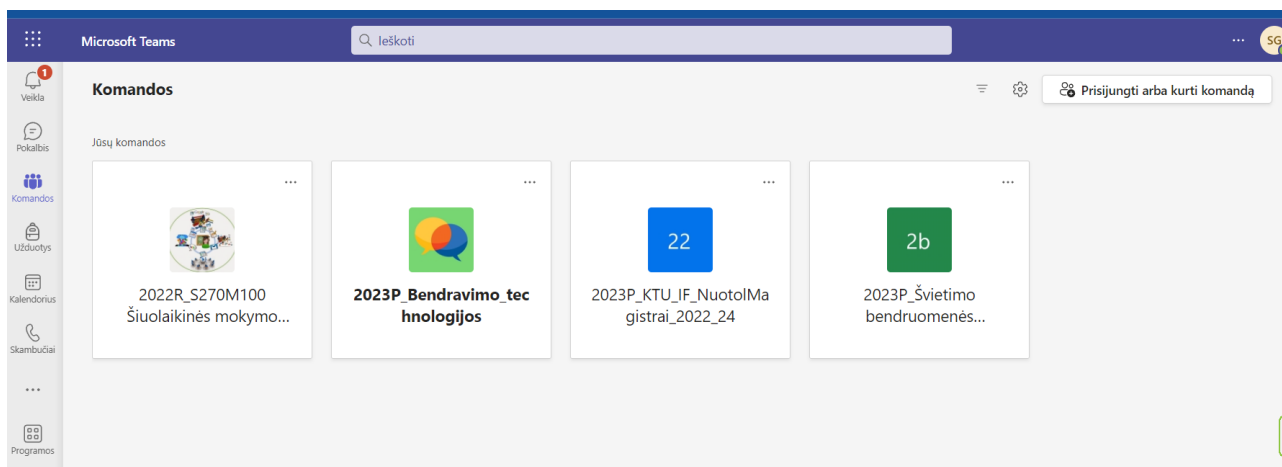 Microsoft Teams
Ieškoti
SG
1
Veikla
Pokalbis
Komandos
Užduotys
Kalendorius
Skambučiai
Programos
Komandos
Prisijungti arba kurti komandą
Jūsų komandos
2022R_S270M100
Šiuolaikinės mokymo...
2023P_Bendravimo_tec
hnologijos
22
2023P_KTU_IF_NuotolMa
gistrai_2022_24
2b
2023P_Švietimo
bendruomenės...